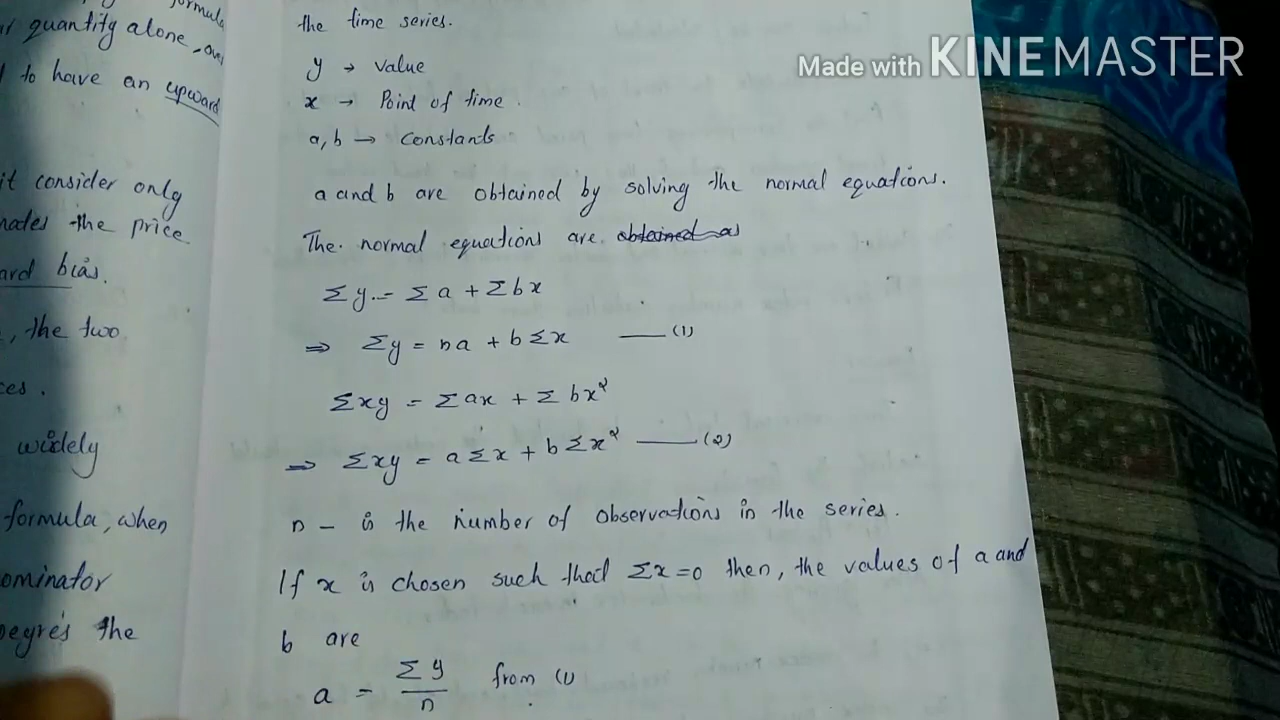 formula
quantity alone, and
to have an upward
it consider only
the price
bias.
, the two
widely
formula, when
the
the time series.
y → value
x → Point of time.
a, b → Constants
a and b are obtained by solving the normal equations.
The normal equations are obtained as
Σy = Σa + Σbx
⇒ Σy = na + bΣx —— (1)
Σxy = Σax + Σbx²
⇒ Σxy = aΣx + bΣx² —— (2)
n - is the number of observations in the series.
If x is chosen such that Σx=0 then, the values of a and
b are
a = Σy/n from (1)
Made with KINEMASTER